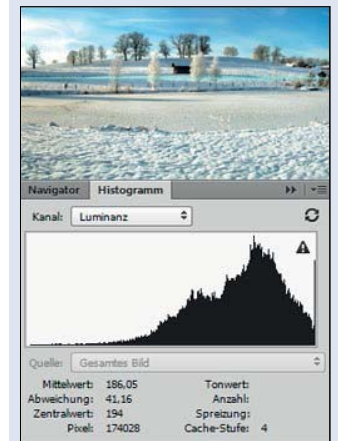 Navigator Histogramm
Kanal: Luminanz
Quelle: Gesamtes Bild
Mittelwert: 186,05 Tonwert:
Abweichung: 41,16 Anzahl:
Zentralwert: 194 Spreizung:
Pixel: 174028 Cache-Stufe: 4